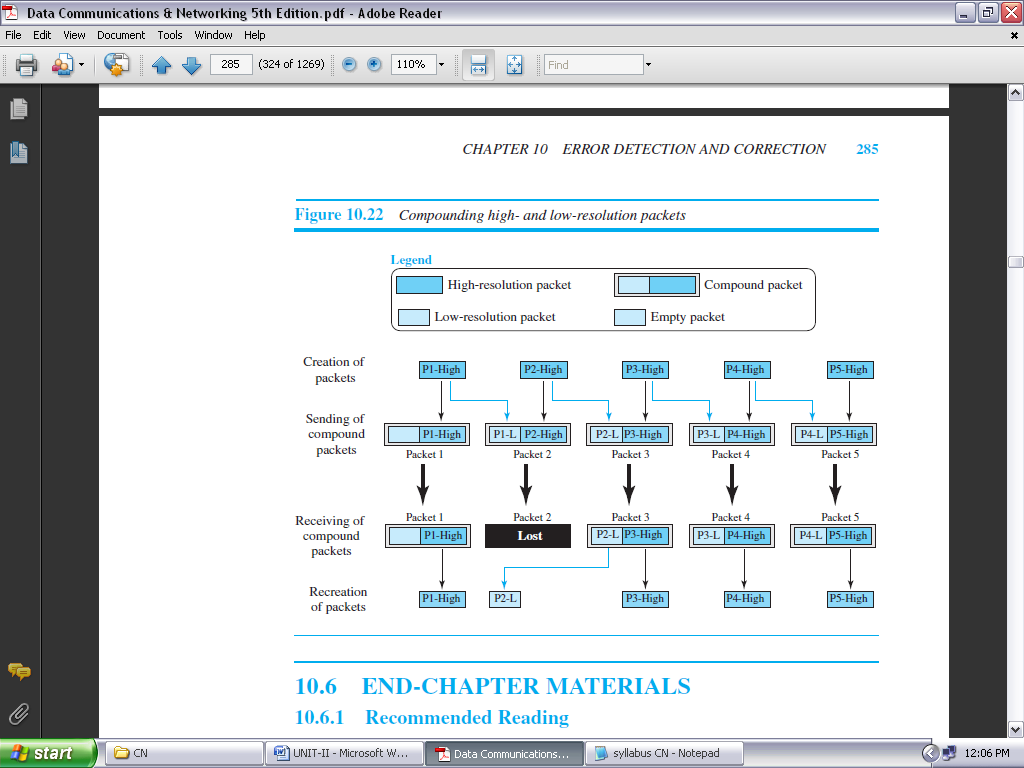 Data Communications & Networking 5th Edition.pdf - Adobe Reader
File Edit View Document Tools Window Help
285 (324 of 1269) 110% Find
CHAPTER 10 ERROR DETECTION AND CORRECTION 285
Figure 10.22 Compounding high- and low-resolution packets
Legend
High-resolution packet Compound packet
Low-resolution packet Empty packet
Creation of
packets
P1-High P2-High P3-High P4-High P5-High
Sending of
compound
packets
P1-High P1-L P2-High P2-L P3-High P3-L P4-High P4-L P5-High
Packet 1 Packet 2 Packet 3 Packet 4 Packet 5
Receiving of
compound
packets
Packet 1 Packet 2 Packet 3 Packet 4 Packet 5
P1-High Lost P2-L P3-High P3-L P4-High P4-L P5-High
Recreation
of packets
P1-High P2-L P3-High P4-High P5-High
10.6 END-CHAPTER MATERIALS
10.6.1 Recommended Reading
start CN UNIT-II - Microsoft W... Data Communications... syllabus CN - Notepad 12:06 PM